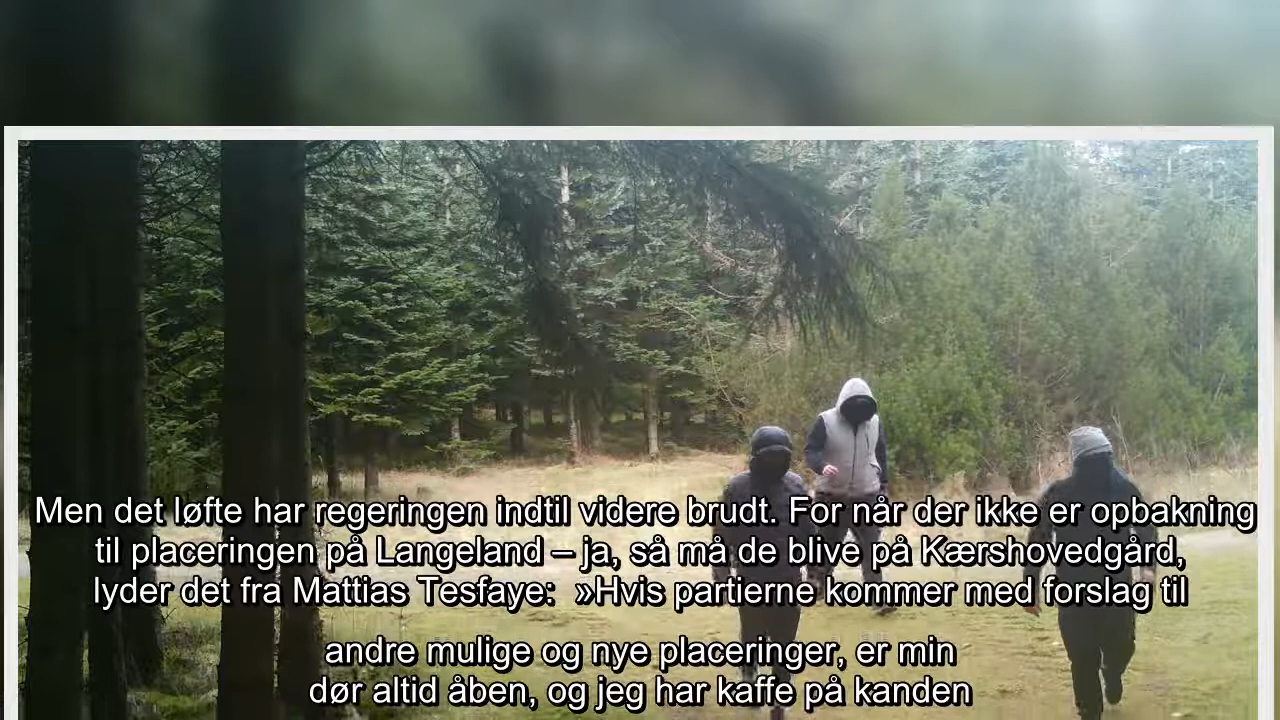 Men det løfte har regeringen indtil videre brudt. For når der ikke er opbakning
til placeringen på Langeland – ja, så må de blive på Kærshovedgård,
lyder det fra Mattias Tesfaye:  »Hvis partierne kommer med forslag til
andre mulige og nye placeringer, er min
dør altid åben, og jeg har kaffe på kanden